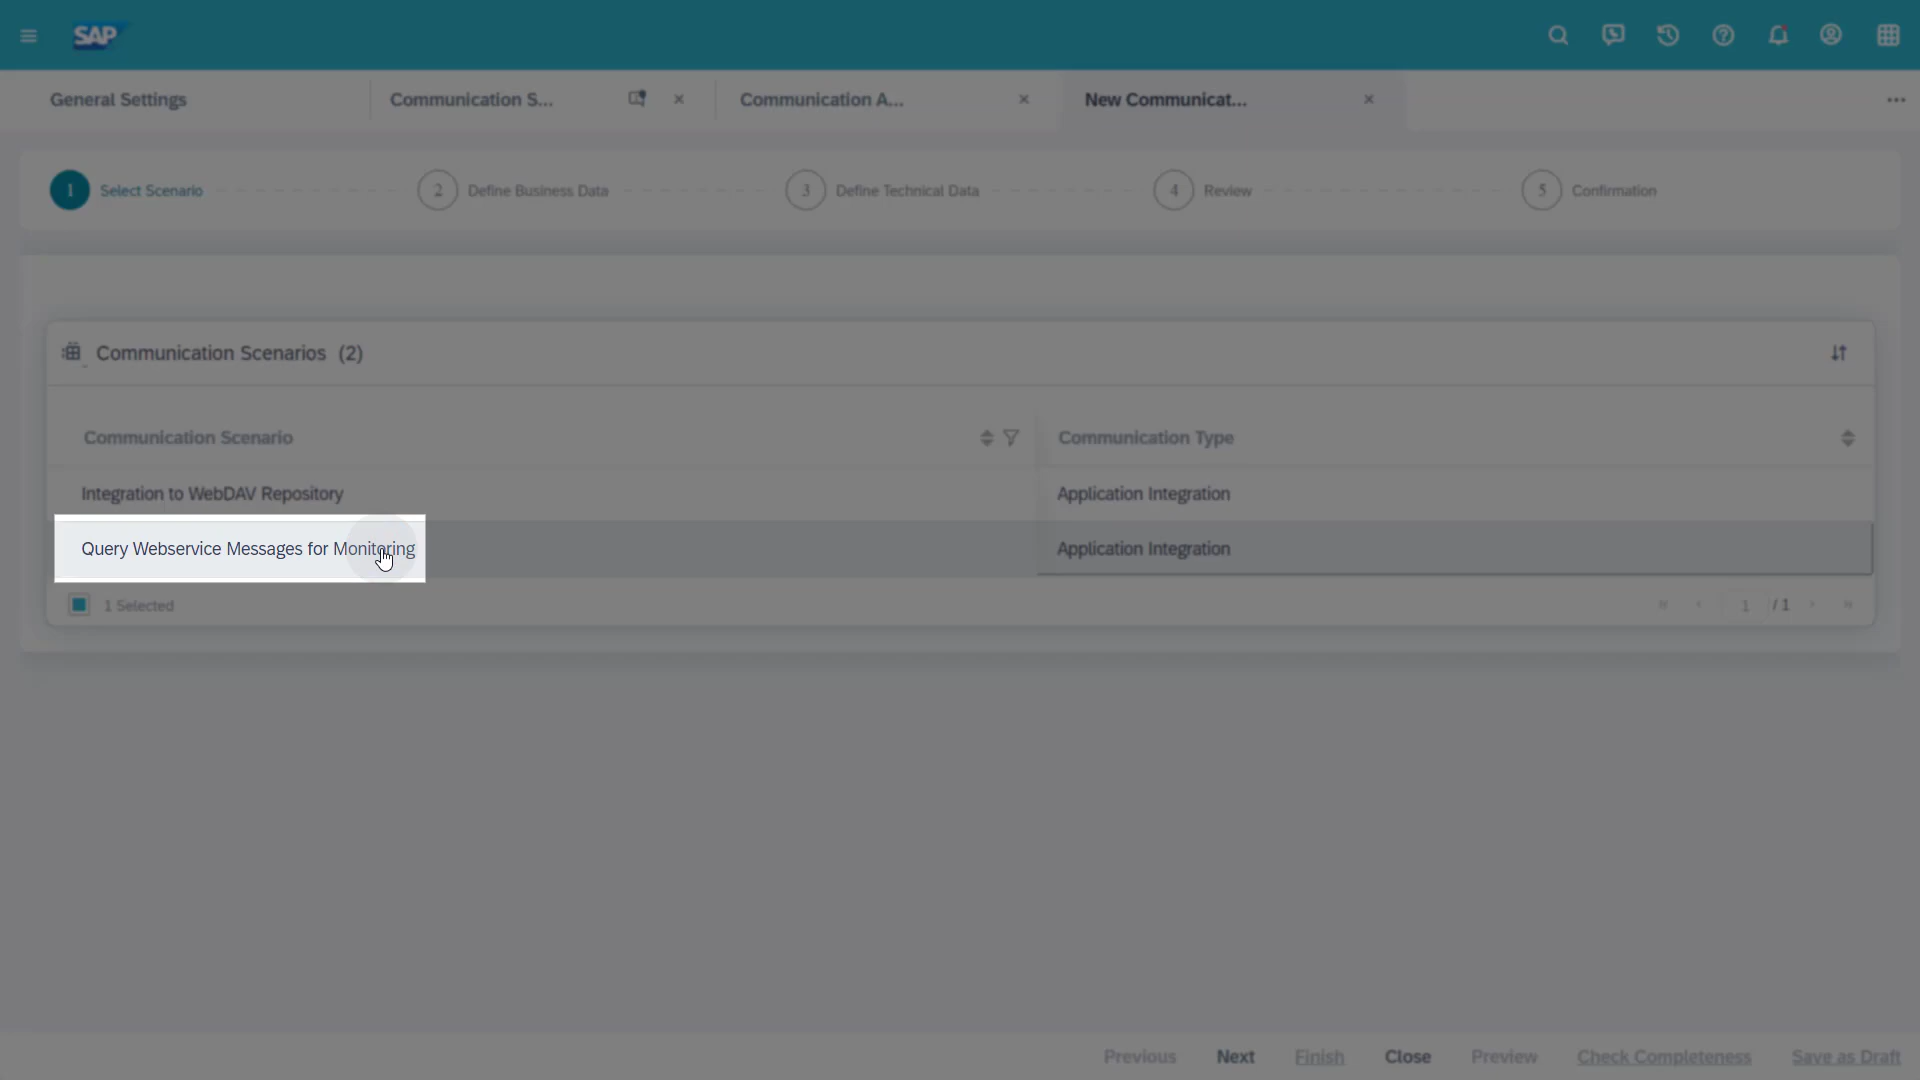 SAP
General Settings
Communication S...
Communication A...
New Communicat...
1 Select Scenario
2 Define Business Data
3 Define Technical Data
4 Review
5 Confirmation
Communication Scenarios (2)
Communication Scenario
Communication Type
Integration to WebDAV Repository
Application Integration
Query Webservice Messages for Monitoring
Application Integration
1 Selected
1 / 1
Previous
Next
Finish
Close
Preview
Check Completeness
Save as Draft